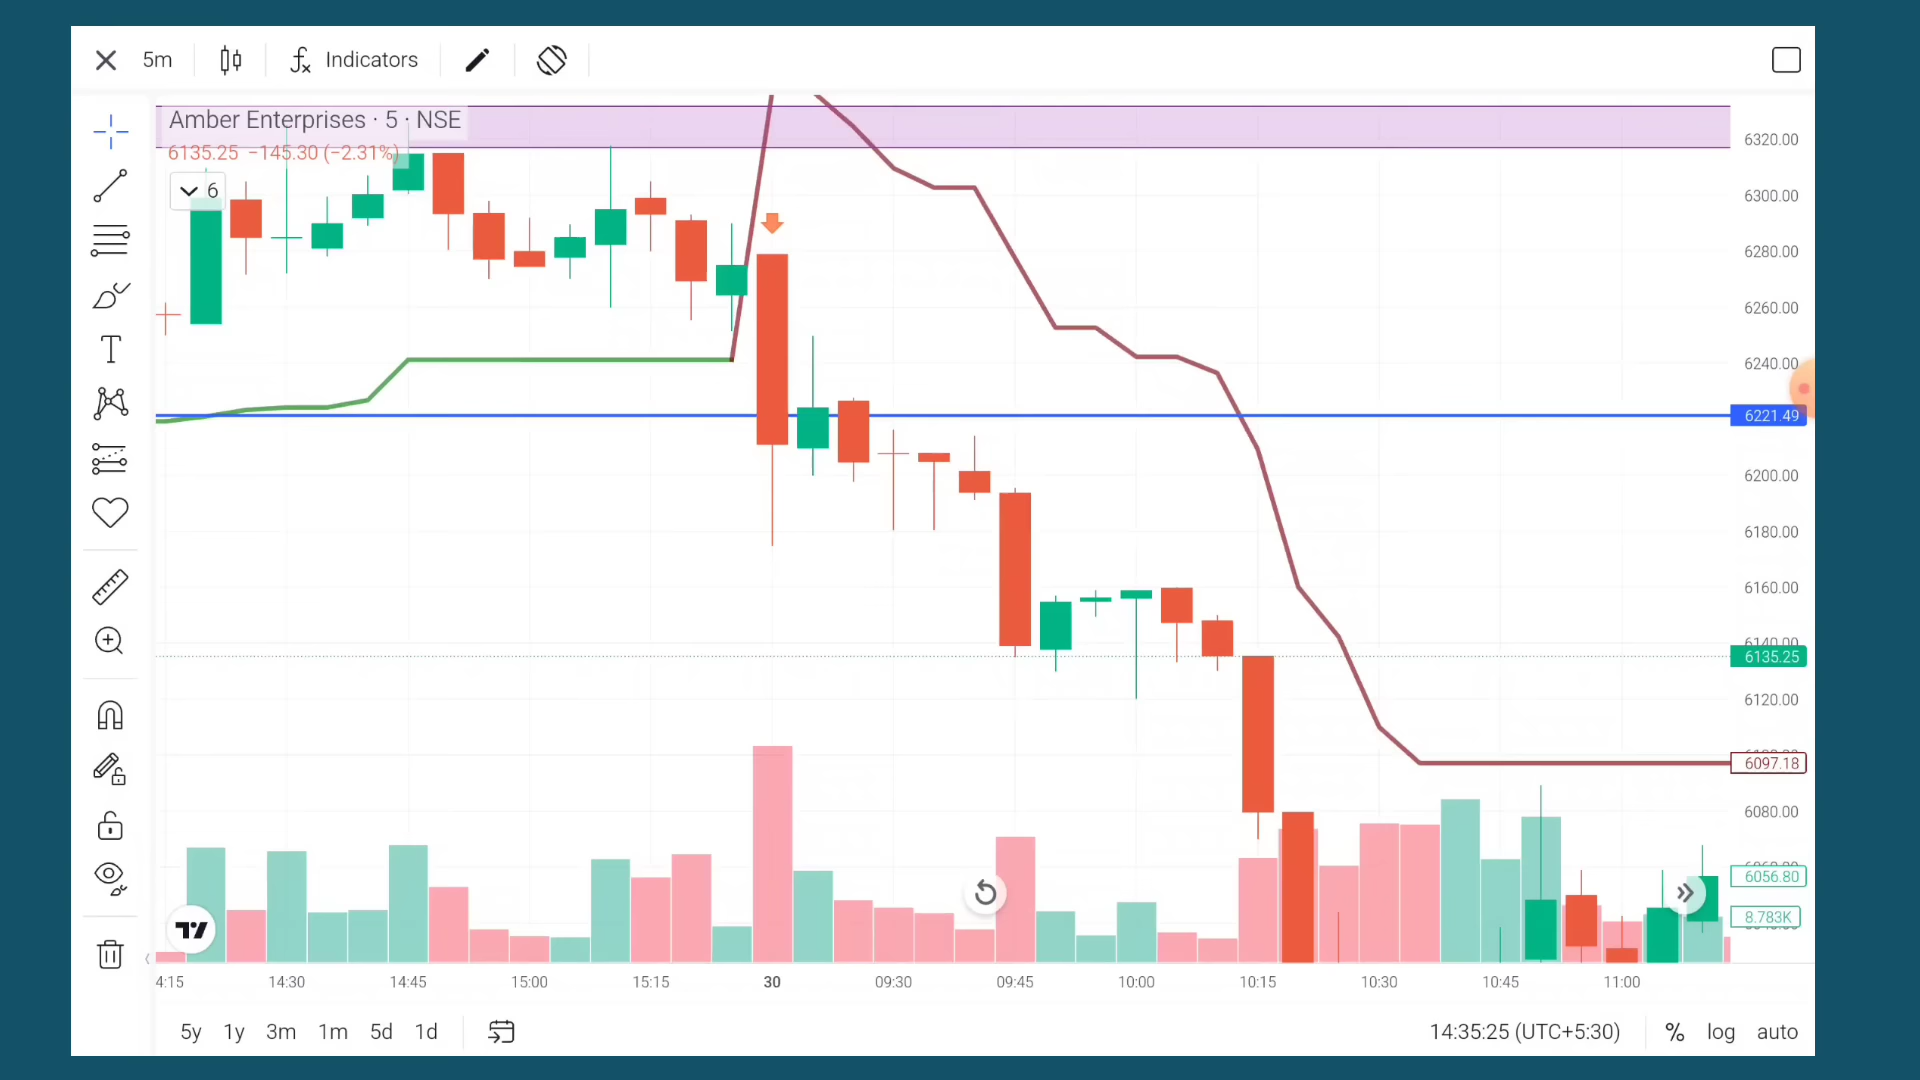 5m
Indicators
Amber Enterprises · 5 · NSE
6135.25 −145.30 (−2.31%)
6
6320.00
6300.00
6280.00
6260.00
6240.00
6221.49
6200.00
6180.00
6160.00
6140.00
6135.25
6120.00
6097.18
6080.00
6056.80
8.783K
4:15 14:30 14:45 15:00 15:15 30 09:30 09:45 10:00 10:15 10:30 10:45 11:00
5y 1y 3m 1m 5d 1d
14:35:25 (UTC+5:30) % log auto